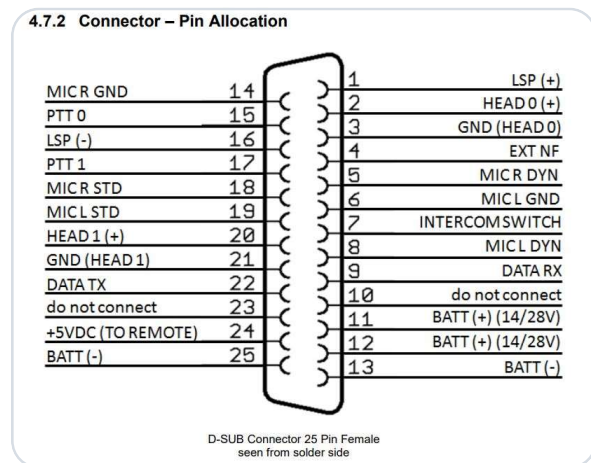 4.7.2 Connector – Pin Allocation
MIC R GND 14
PTT 0 15
LSP (-) 16
PTT 1 17
MIC R STD 18
MIC L STD 19
HEAD 1 (+) 20
GND (HEAD 1) 21
DATA TX 22
do not connect 23
+5VDC (TO REMOTE) 24
BATT (-) 25
1 LSP (+)
2 HEAD 0 (+)
3 GND (HEAD 0)
4 EXT NF
5 MIC R DYN
6 MIC L GND
7 INTERCOM SWITCH
8 MIC L DYN
9 DATA RX
10 do not connect
11 BATT (+) (14/28V)
12 BATT (+) (14/28V)
13 BATT (-)
D-SUB Connector 25 Pin Female
seen from solder side